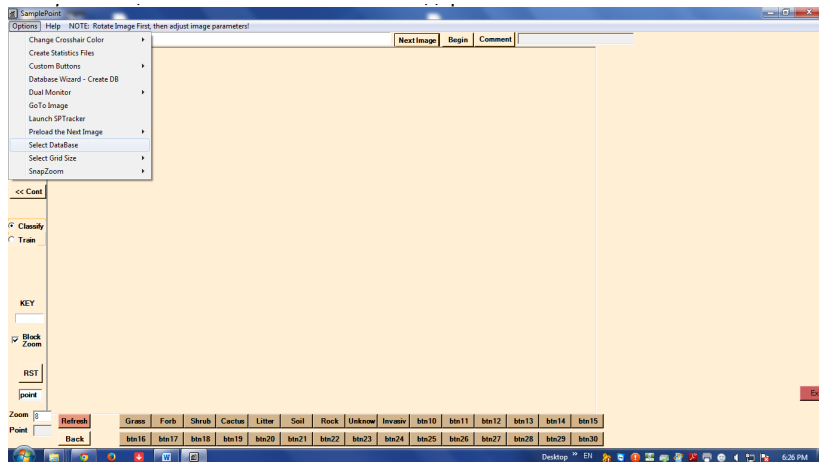 SamplePoint
Options Help NOTE: Rotate Image First, then adjust image parameters!
Change Crosshair Color
Next Image Begin Comment
Create Statistics Files
Custom Buttons
Database Wizard - Create DB
Dual Monitor
GoTo Image
Launch SPTracker
Preload the Next Image
Select DataBase
Select Grid Size
SnapZoom
<< Cont
Classify
Train
KEY
Block
Zoom
RST
point
Ex
Zoom 8
Refresh Grass Forb Shrub Cactus Litter Soil Rock Unknow Invasiv btn10 btn11 btn12 btn13 btn14 btn15
Point
Back btn16 btn17 btn18 btn19 btn20 btn21 btn22 btn23 btn24 btn25 btn26 btn27 btn28 btn29 btn30
Desktop » EN 6:26 PM